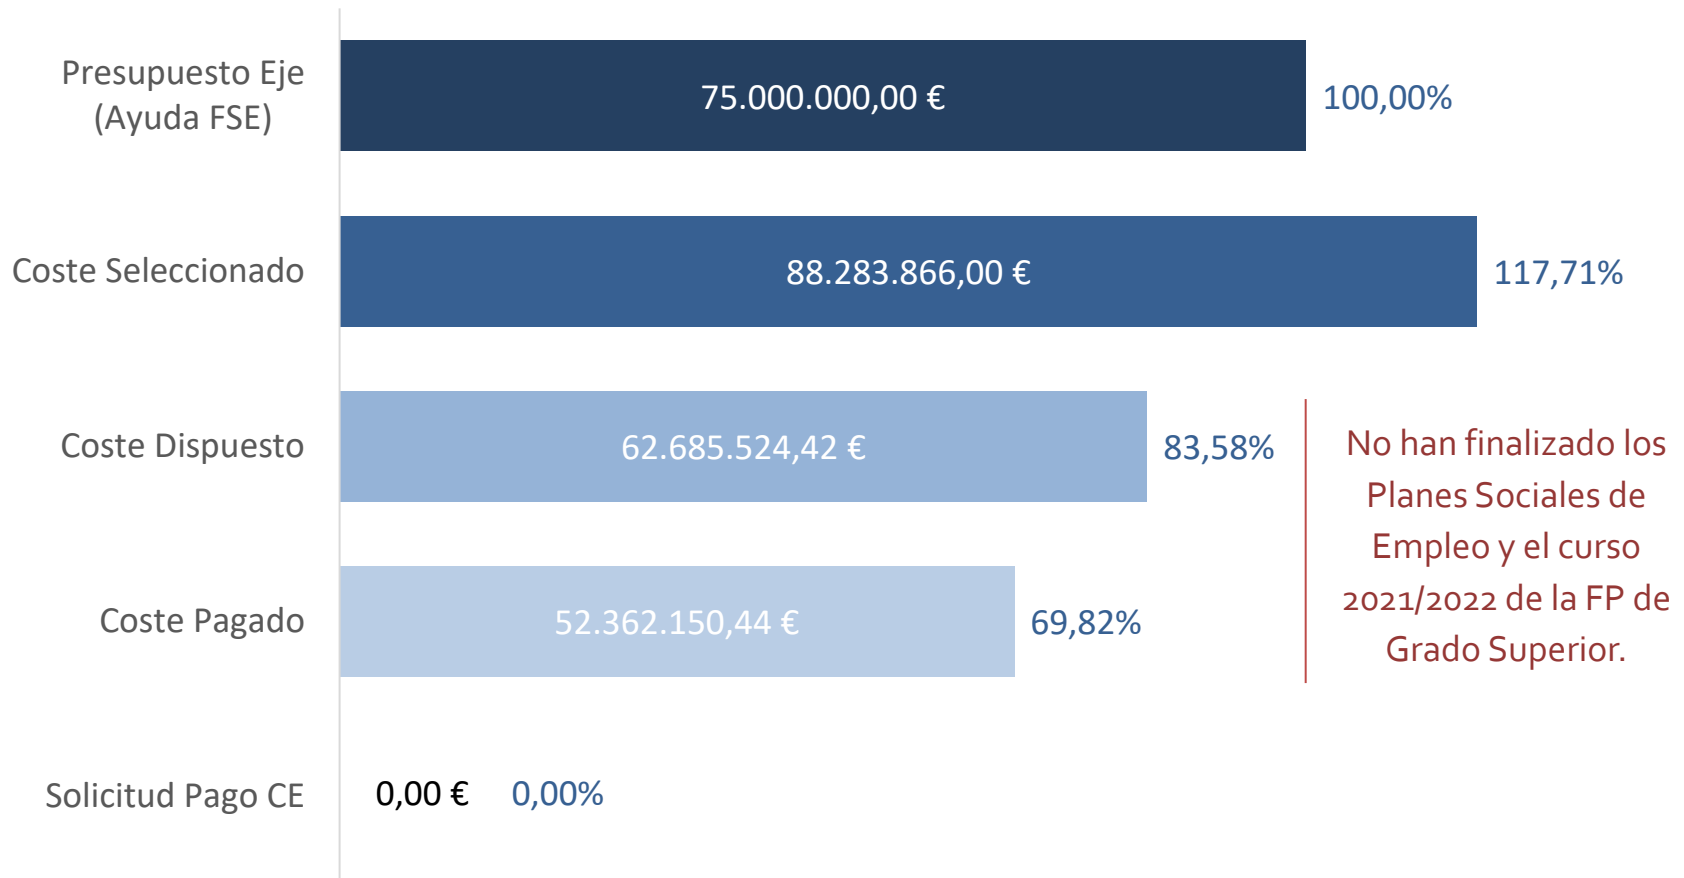 Presupuesto Eje
(Ayuda FSE)
75.000.000,00 €
100,00%
Coste Seleccionado
88.283.866,00 €
117,71%
Coste Dispuesto
62.685.524,42 €
83,58%
Coste Pagado
52.362.150,44 €
69,82%
No han finalizado los
Planes Sociales de
Empleo y el curso
2021/2022 de la FP de
Grado Superior.
Solicitud Pago CE
0,00 €
0,00%